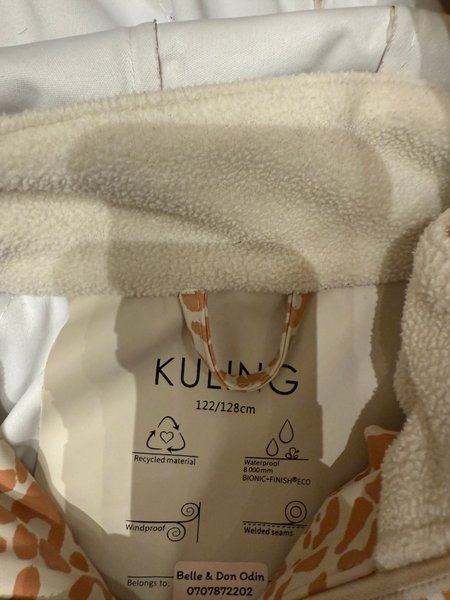 KULING
122/128cm
Recycled material
Waterproof
8 000 mm
BIONIC-FINISH®ECO
Windproof
Welded seams
Belongs to:
Belle & Don Odin
0707872202